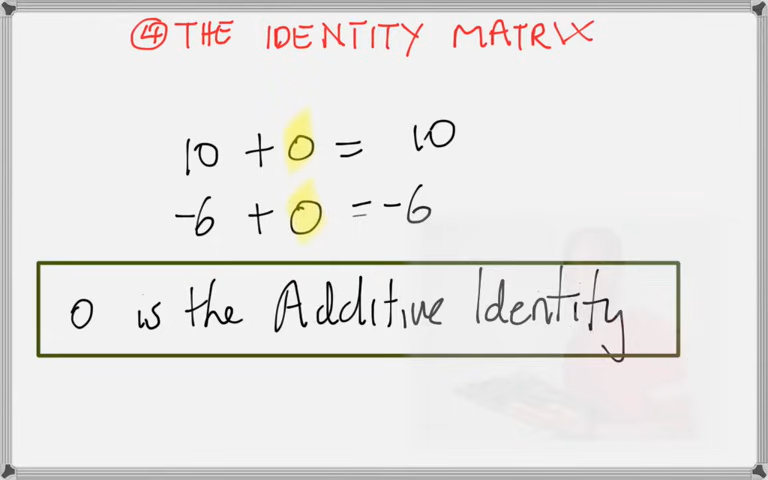 ④ THE IDENTITY MATRIX
10 + 0 = 10
-6 + 0 = -6
0 is the Additive Identity